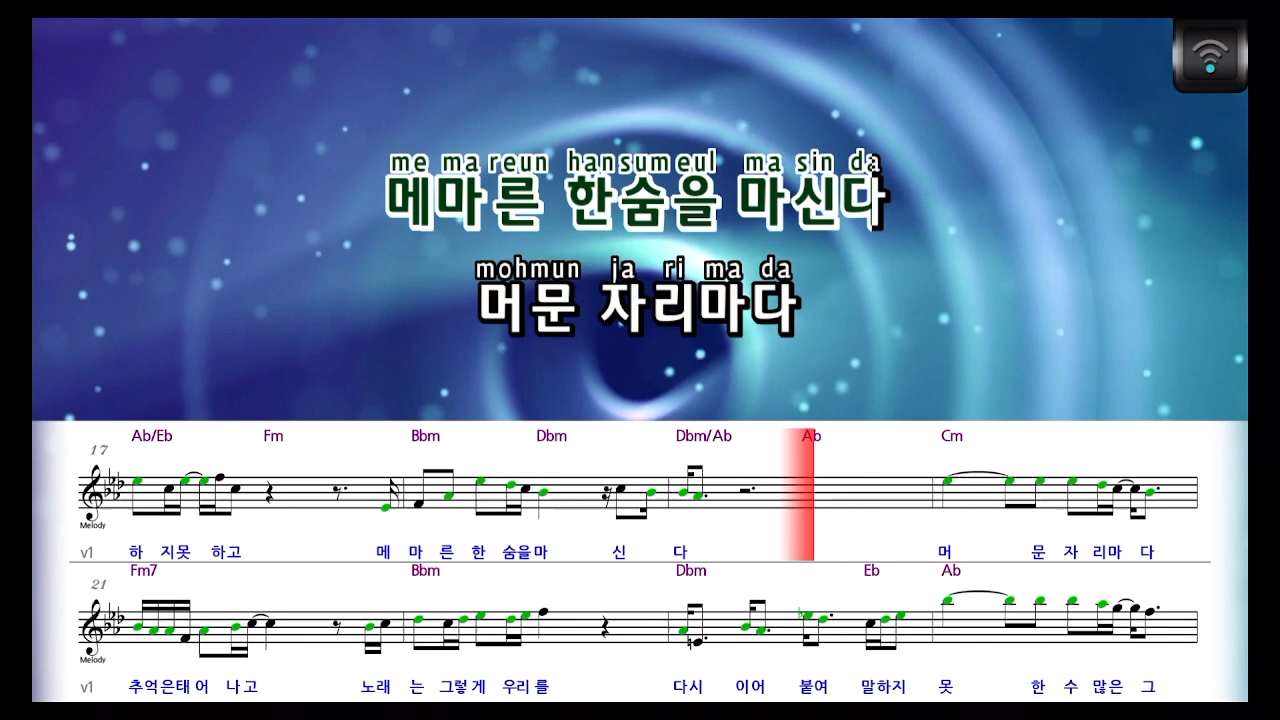 me ma reun hansumeul ma sin da
메마른 한숨을 마신다
mohmun ja ri ma da
머문 자리마다
Ab/Eb Fm Bbm Dbm Dbm/Ab Ab Cm
17
Melody
v1 하 지못 하고 메 마 른 한 숨을마 신 다 머 문 자 리마 다
Fm7 Bbm Dbm Eb Ab
21
Melody
v1 추억은태 어 나고 노래 는 그렇게 우리를 다시 이어 붙여 말하지 못 한 수 많은 그